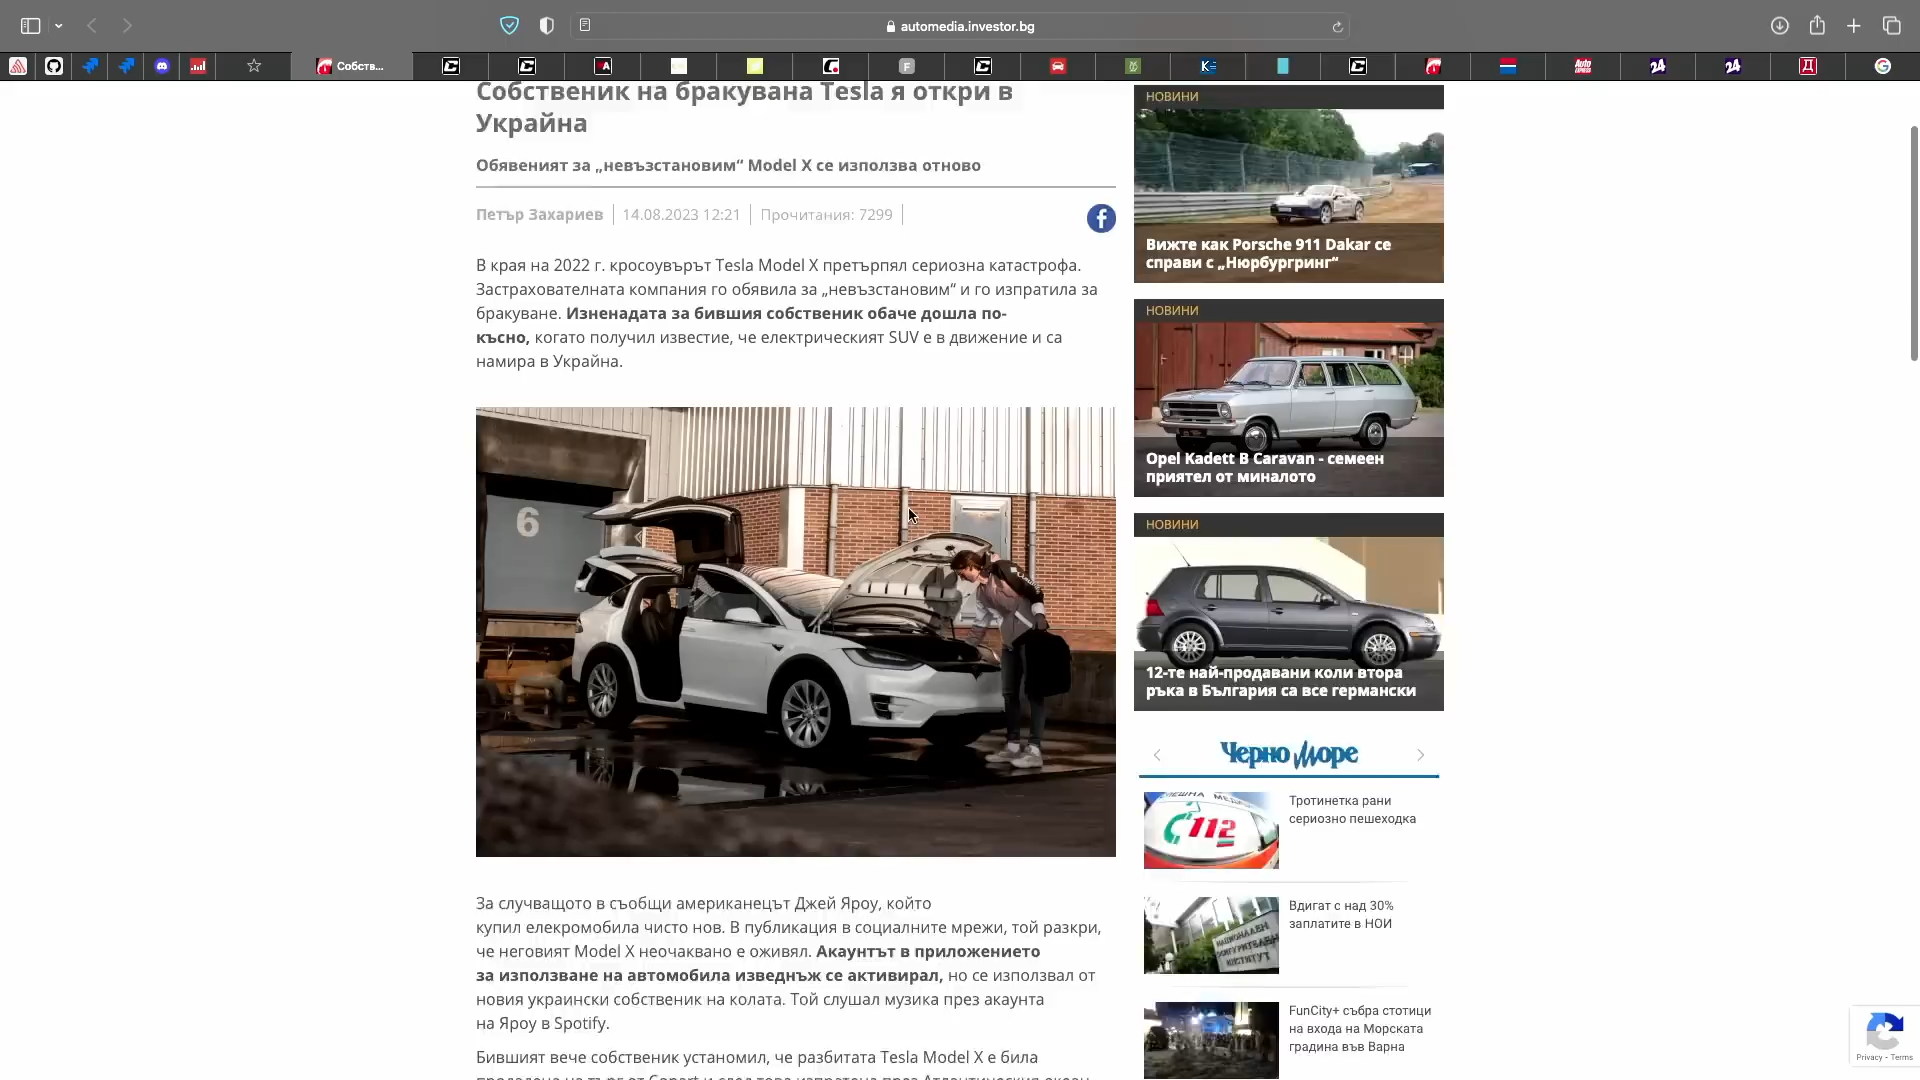 automedia.investor.bg
Собств...
Собственик на бракувана Tesla я откри в
Украйна
Обявеният за „невъзстановим“ Model X се използва отново
Петър Захариев
14.08.2023 12:21
Прочитания: 7299
В края на 2022 г. кросоувърът Tesla Model X претърпял сериозна катастрофа.
Застрахователната компания го обявила за „невъзстановим“ и го изпратила за
бракуване. Изненадата за бившия собственик обаче дошла по-
късно, когато получил известие, че електрическият SUV е в движение и са
намира в Украйна.
6
За случващото в съобщи американецът Джей Яроу, който
купил елекромобила чисто нов. В публикация в социалните мрежи, той разкри,
че неговият Model X неочаквано е оживял. Акаунтът в приложението
за използване на автомобила изведнъж се активирал, но се използвал от
новия украински собственик на колата. Той слушал музика през акаунта
на Яроу в Spotify.
Бившият вече собственик установил, че разбитата Tesla Model X е била
НОВИНИ
Вижте как Porsche 911 Dakar се
справи с „Нюрбургринг“
НОВИНИ
Opel Kadett B Caravan - семеен
приятел от миналото
НОВИНИ
12-те най-продавани коли втора
ръка в България са все германски
Черно Море
112
Тротинетка рани
сериозно пешеходка
Вдигат с над 30%
заплатите в НОИ
FunCity+ събра стотици
на входа на Морската
градина във Варна
Privacy - Terms